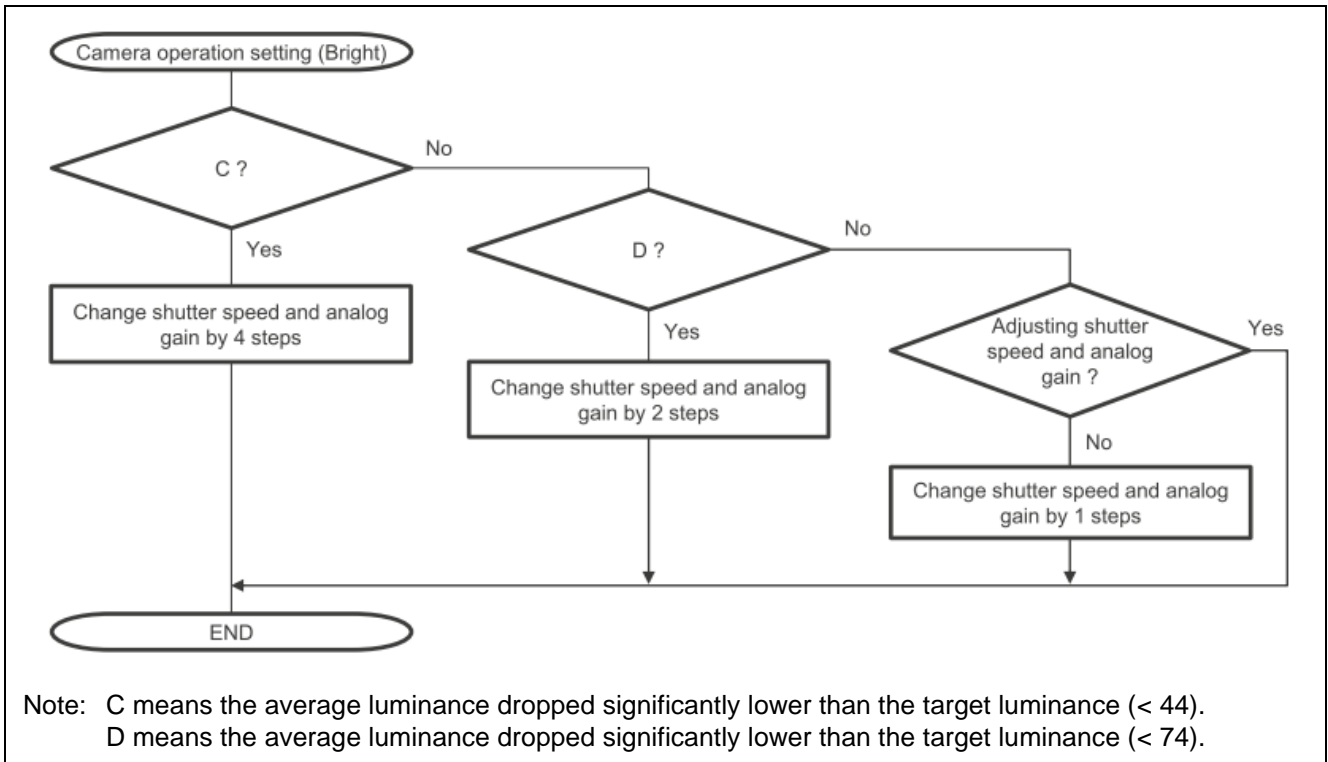 Camera operation setting (Bright)
C ?
No
Yes
Change shutter speed and analog
gain by 4 steps
D ?
No
Yes
Change shutter speed and analog
gain by 2 steps
Adjusting shutter
speed and analog
gain ?
Yes
No
Change shutter speed and analog
gain by 1 steps
END
Note: C means the average luminance dropped significantly lower than the target luminance (< 44).
D means the average luminance dropped significantly lower than the target luminance (< 74).